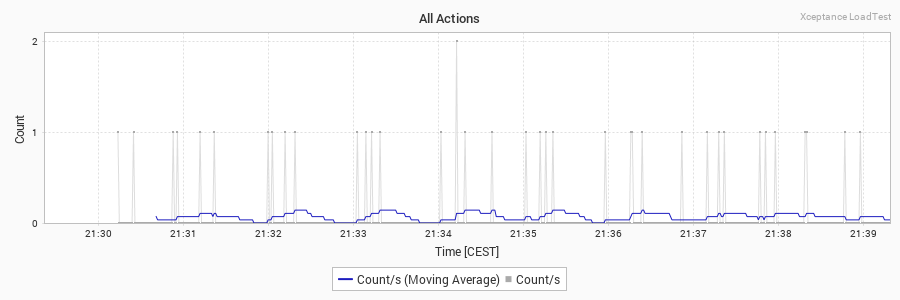 All Actions
Xceptance LoadTest
Count
2
1
0
21:30 21:31 21:32 21:33 21:34 21:35 21:36 21:37 21:38 21:39
Time [CEST]
Count/s (Moving Average) Count/s